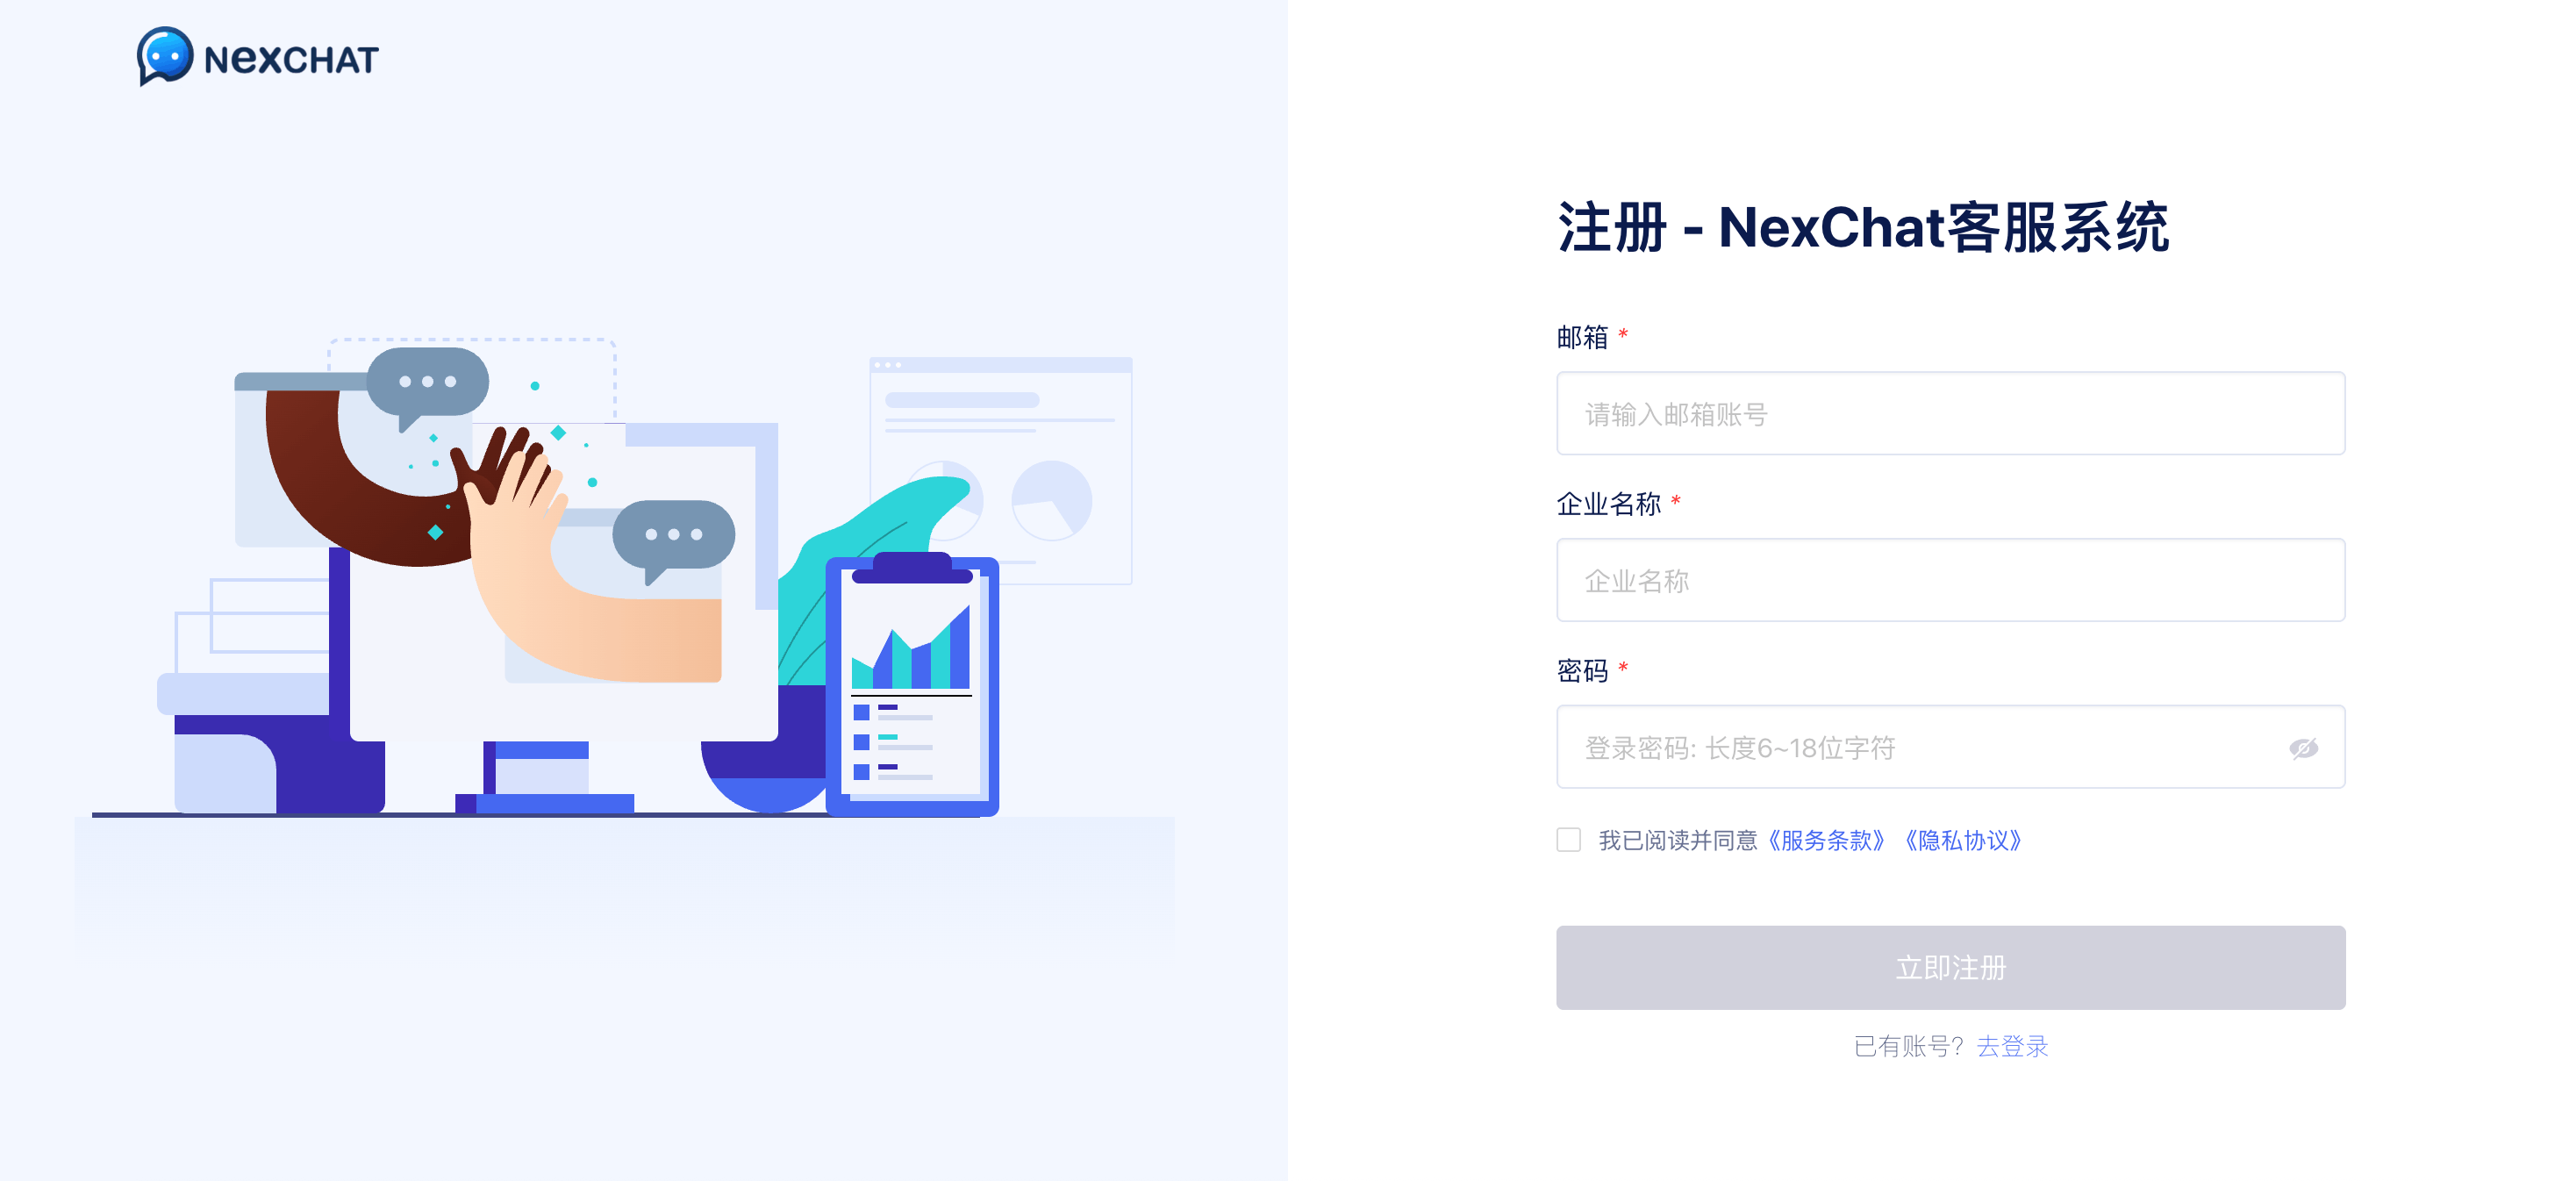 NEXCHAT
注册 - NexChat客服系统
邮箱 *
请输入邮箱账号
企业名称 *
企业名称
密码 *
登录密码: 长度6~18位字符
我已阅读并同意《服务条款》《隐私协议》
立即注册
已有账号? 去登录